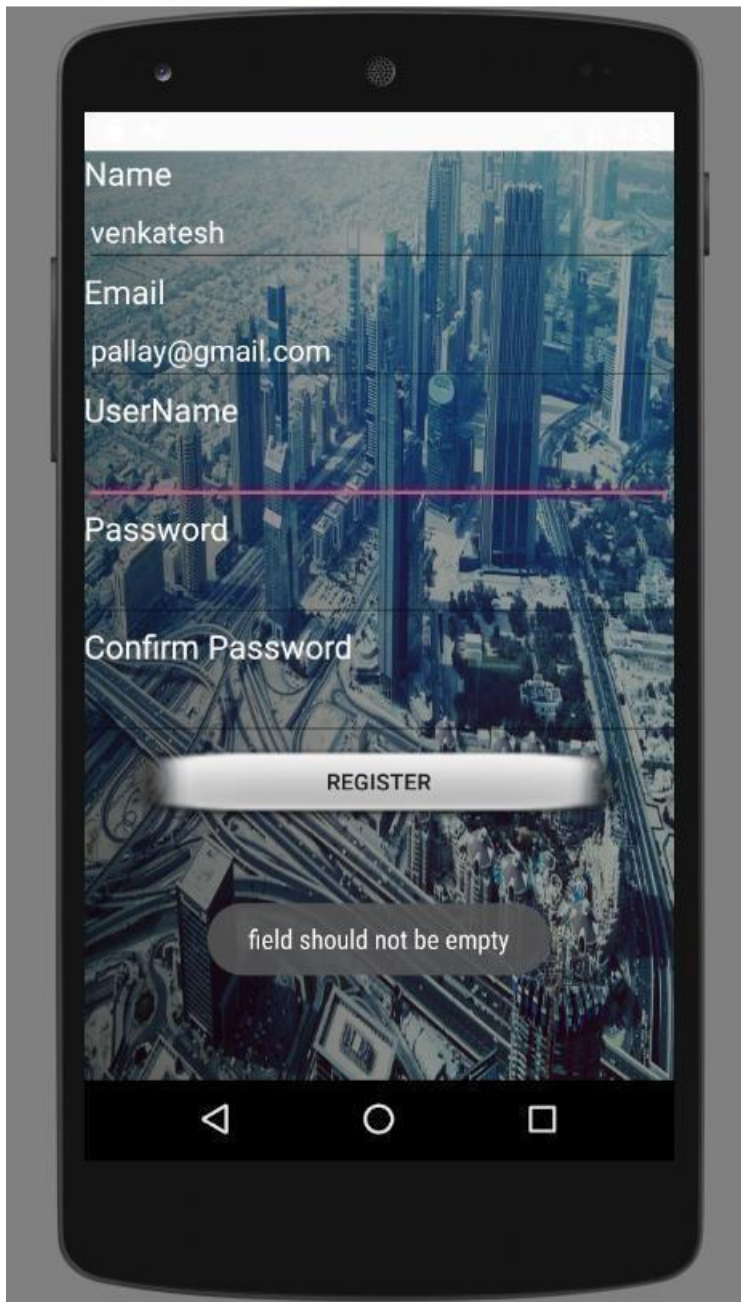 Name
venkatesh
Email
pallay@gmail.com
UserName
Password
Confirm Password
REGISTER
field should not be empty